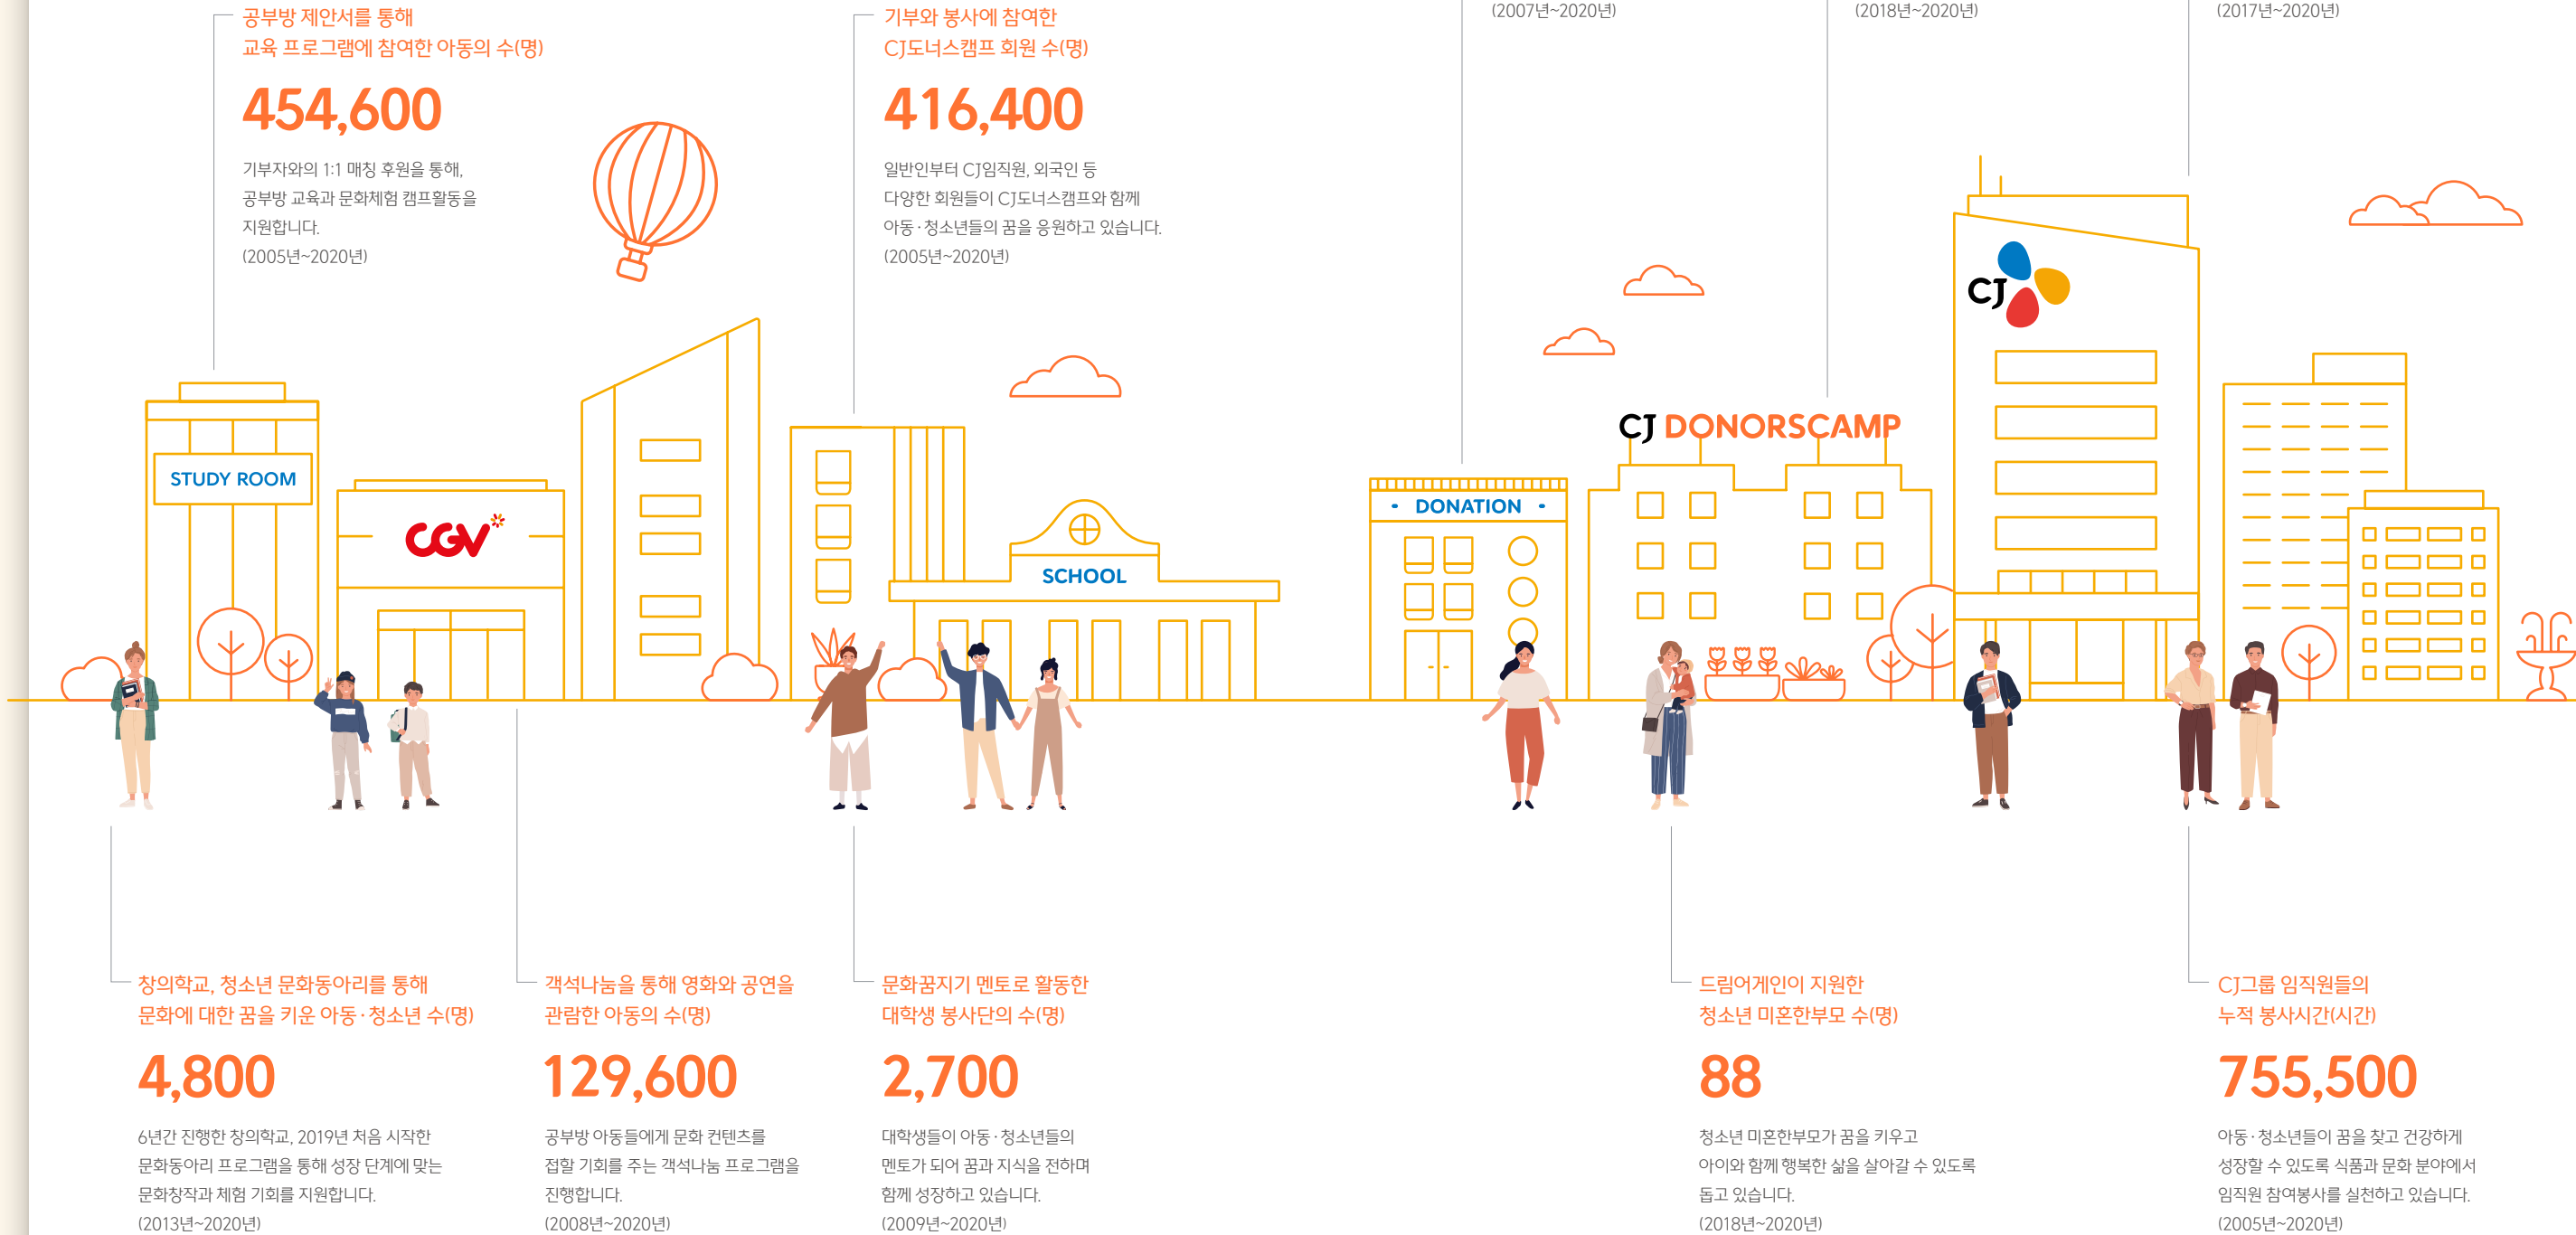 공부방 제안서를 통해
교육 프로그램에 참여한 아동의 수(명)
454,600
기부자와의 1:1 매칭 후원을 통해,
공부방 교육과 문화체험 캠프활동을
지원합니다.
(2005년~2020년)
기부와 봉사에 참여한
CJ도너스캠프 회원 수(명)
416,400
일반인부터 CJ임직원, 외국인 등
다양한 회원들이 CJ도너스캠프와 함께
아동·청소년들의 꿈을 응원하고 있습니다.
(2005년~2020년)
(2007년~2020년)
(2018년~2020년)
(2017년~2020년)
STUDY ROOM
CGV
SCHOOL
• DONATION •
CJ DONORSCAMP
CJ
창의학교, 청소년 문화동아리를 통해
문화에 대한 꿈을 키운 아동·청소년 수(명)
4,800
6년간 진행한 창의학교, 2019년 처음 시작한
문화동아리 프로그램을 통해 성장 단계에 맞는
문화창작과 체험 기회를 지원합니다.
(2013년~2020년)
객석나눔을 통해 영화와 공연을
관람한 아동의 수(명)
129,600
공부방 아동들에게 문화 컨텐츠를
접할 기회를 주는 객석나눔 프로그램을
진행합니다.
(2008년~2020년)
문화꿈지기 멘토로 활동한
대학생 봉사단의 수(명)
2,700
대학생들이 아동·청소년들의
멘토가 되어 꿈과 지식을 전하며
함께 성장하고 있습니다.
(2009년~2020년)
드림어게인이 지원한
청소년 미혼한부모 수(명)
88
청소년 미혼한부모가 꿈을 키우고
아이와 함께 행복한 삶을 살아갈 수 있도록
돕고 있습니다.
(2018년~2020년)
CJ그룹 임직원들의
누적 봉사시간(시간)
755,500
아동·청소년들이 꿈을 찾고 건강하게
성장할 수 있도록 식품과 문화 분야에서
임직원 참여봉사를 실천하고 있습니다.
(2005년~2020년)